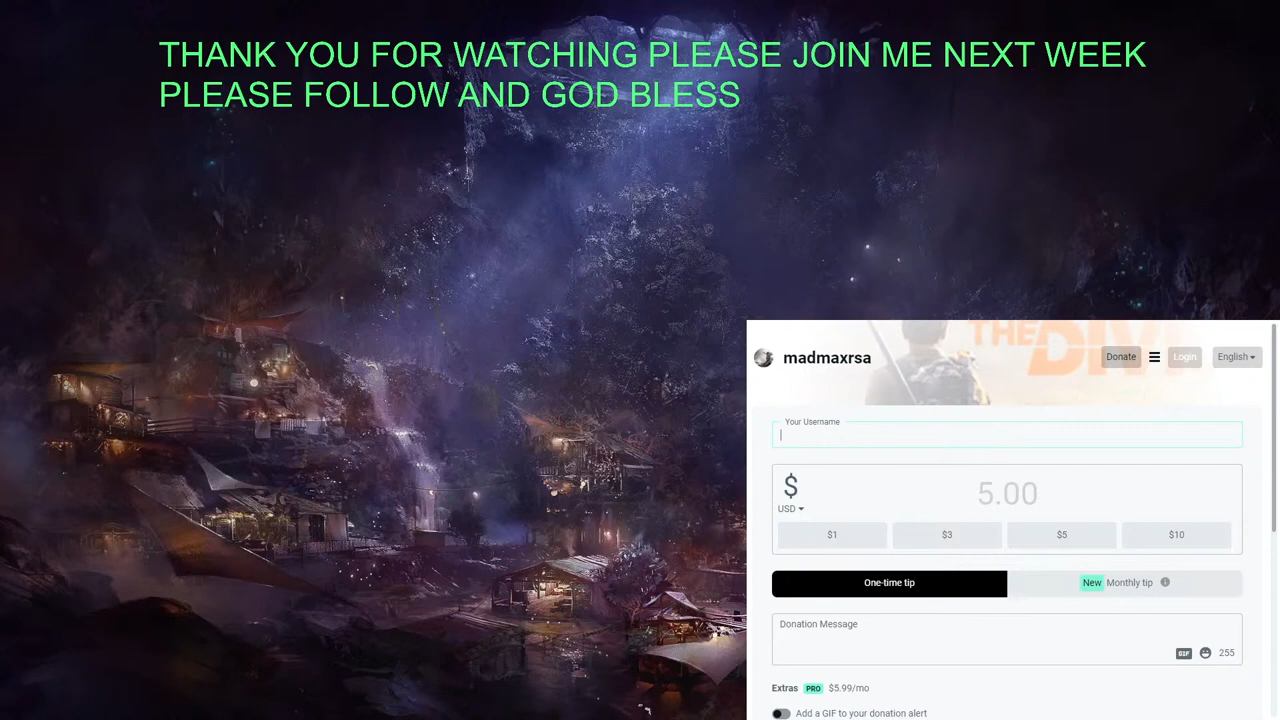 THANK YOU FOR WATCHING PLEASE JOIN ME NEXT WEEK
PLEASE FOLLOW AND GOD BLESS
THE DIV
madmaxrsa
Donate
Login
English
Your Username
$
5.00
USD
$1
$3
$5
$10
One-time tip
New Monthly tip
Donation Message
GIF
255
Extras PRO $5.99/mo
Add a GIF to your donation alert